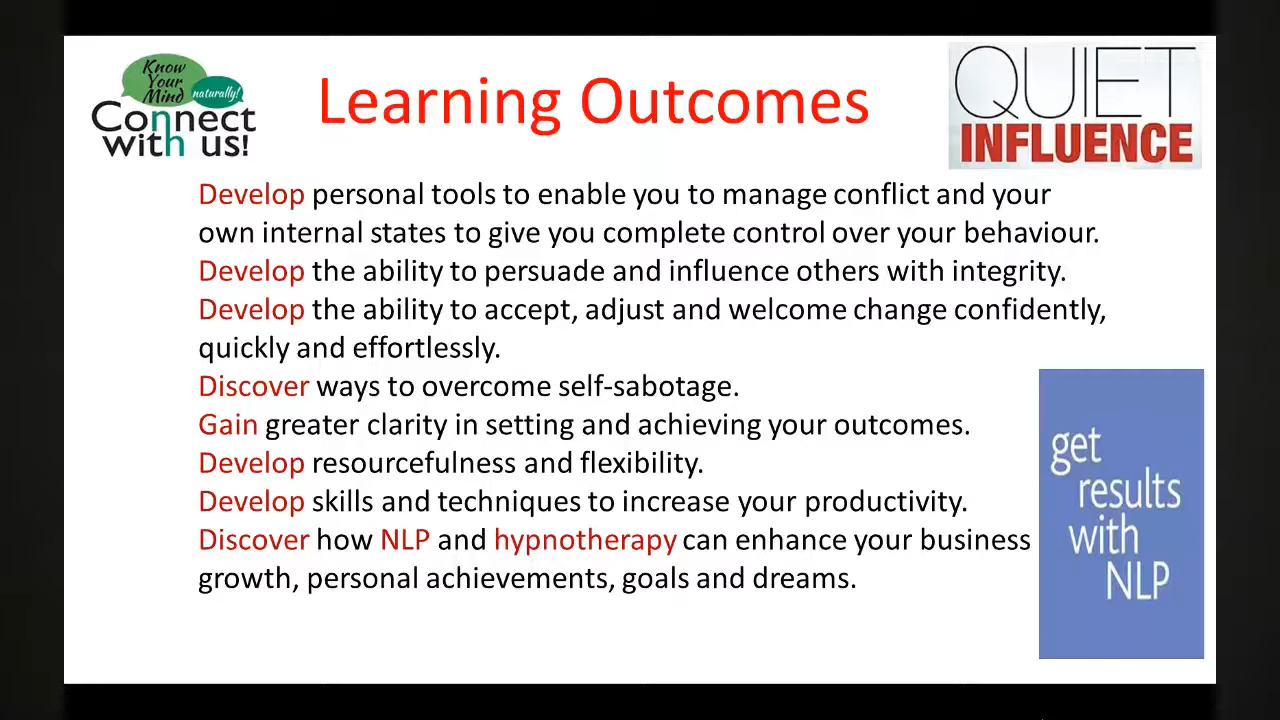 Know
Your
Mind
naturally!
Connect
with us!
Learning Outcomes
QUIET
INFLUENCE
Develop personal tools to enable you to manage conflict and your
own internal states to give you complete control over your behaviour.
Develop the ability to persuade and influence others with integrity.
Develop the ability to accept, adjust and welcome change confidently,
quickly and effortlessly.
Discover ways to overcome self-sabotage.
Gain greater clarity in setting and achieving your outcomes.
Develop resourcefulness and flexibility.
Develop skills and techniques to increase your productivity.
Discover how NLP and hypnotherapy can enhance your business
growth, personal achievements, goals and dreams.
get
results
with
NLP